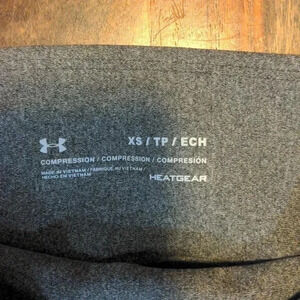 XS / TP / ECH
COMPRESSION / COMPRESSION / COMPRESIÓN
MADE IN VIETNAM / FABRIQUÉ AU VIETNAM /
HECHO EN VIETNAM
HEATGEAR